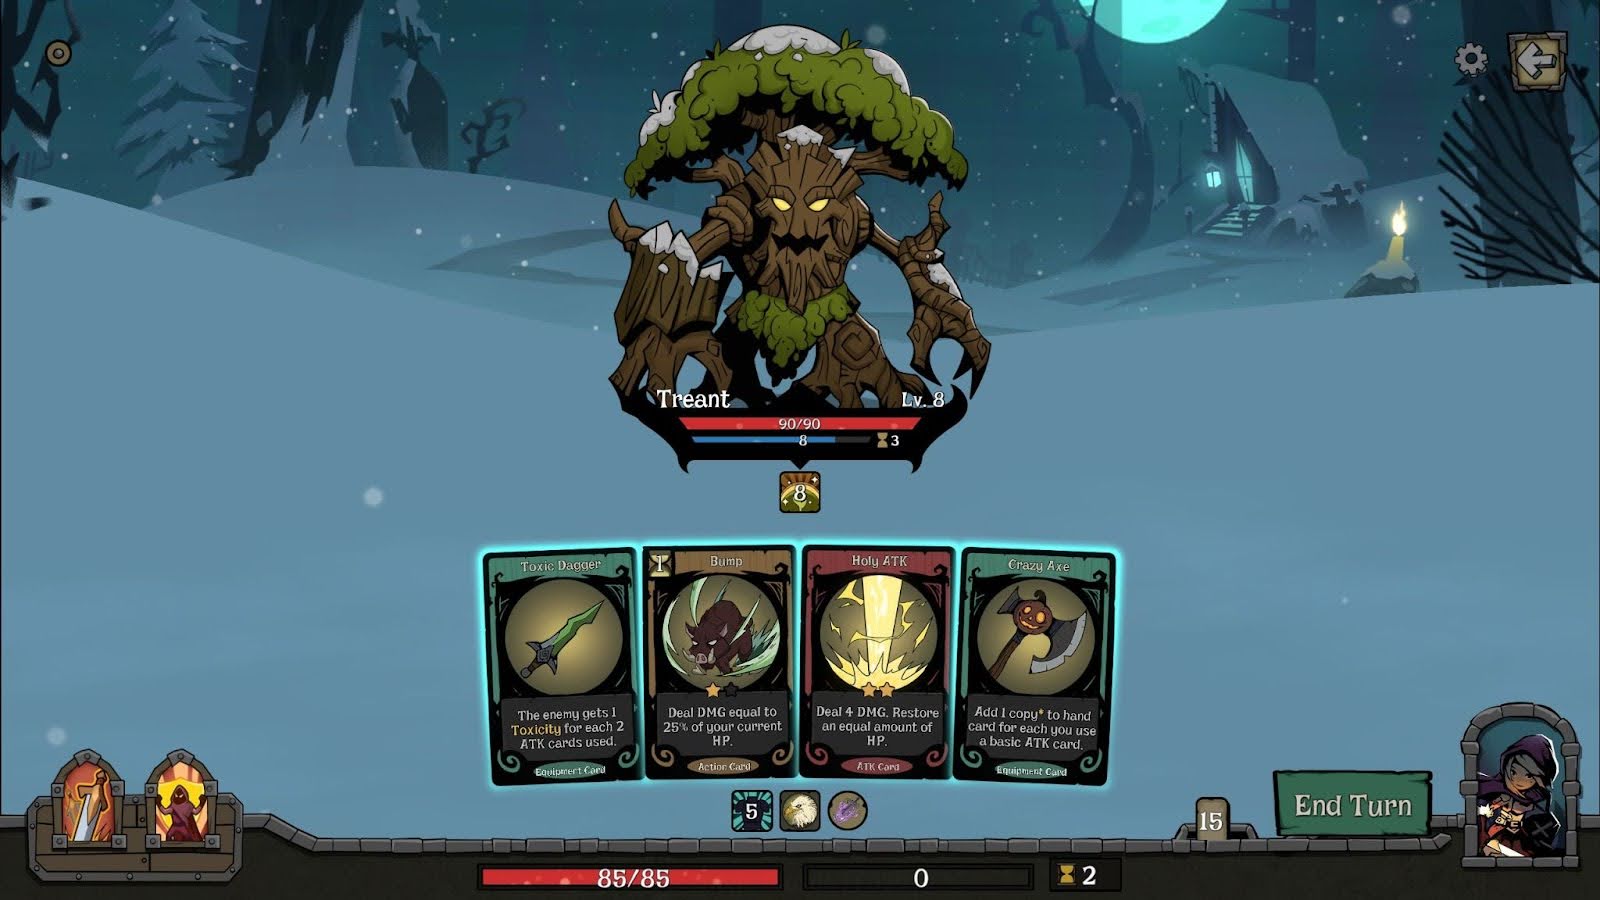 Treant
Lv. 8
90/90
8
3
8
Toxic Dagger
The enemy gets 1
Toxicity for each 2
ATK cards used.
Equipment Card
1
Bump
Deal DMG equal to
25% of your current
HP.
Action Card
Holy ATK
Deal 4 DMG. Restore
an equal amount of
HP.
ATK Card
Crazy Axe
Add 1 copy* to hand
card for each you use
a basic ATK card.
Equipment Card
5
15
End Turn
85/85
0
2